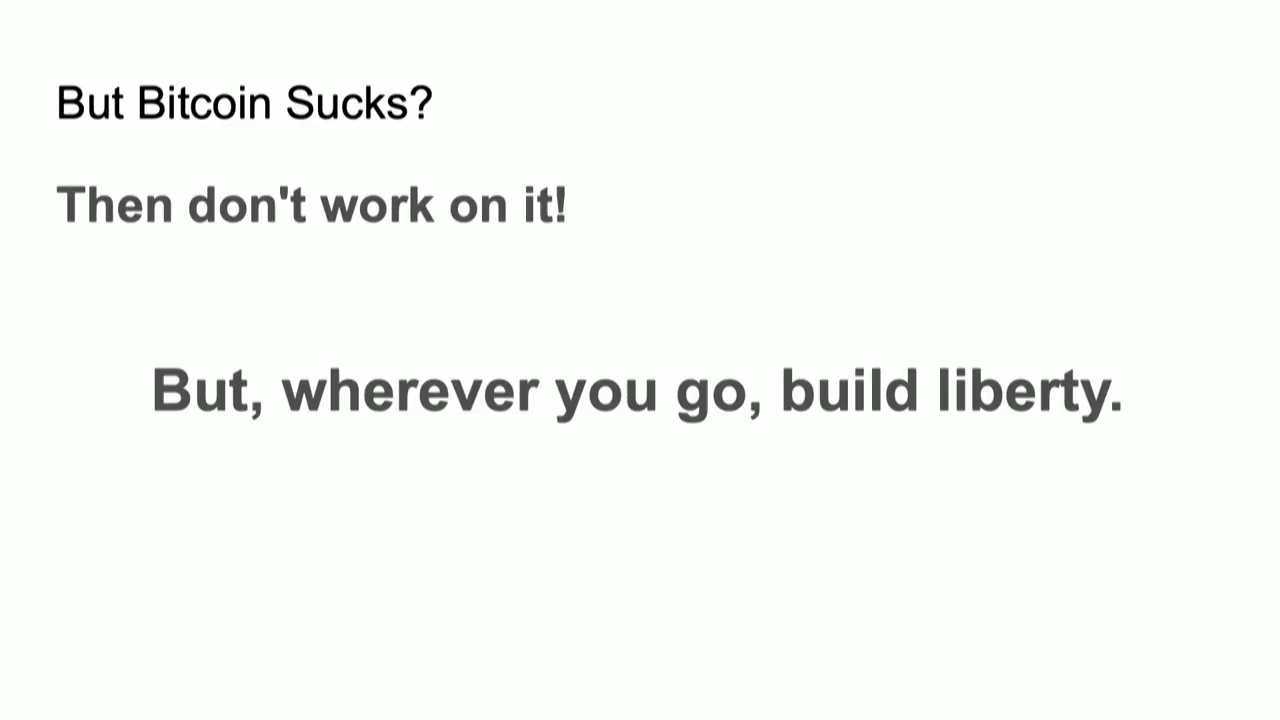 But Bitcoin Sucks?
Then don't work on it!
But, wherever you go, build liberty.